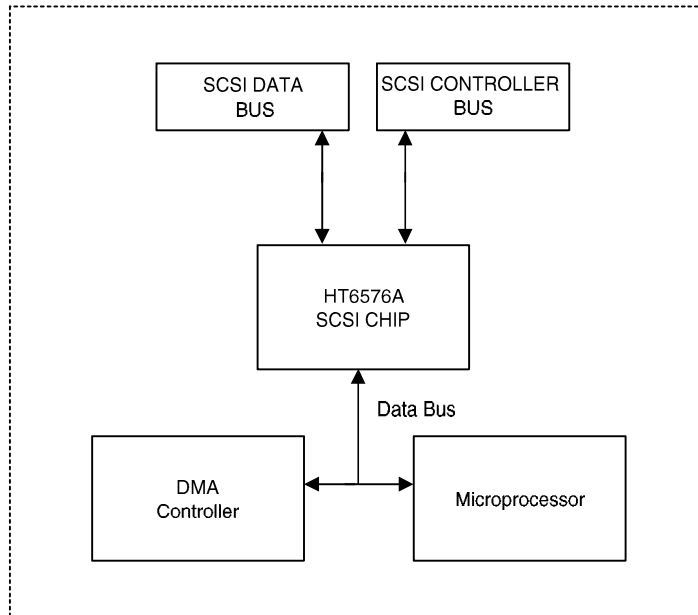 SCSI DATA
BUS
SCSI CONTROLLER
BUS
HT6576A
SCSI CHIP
Data Bus
DMA
Controller
Microprocessor